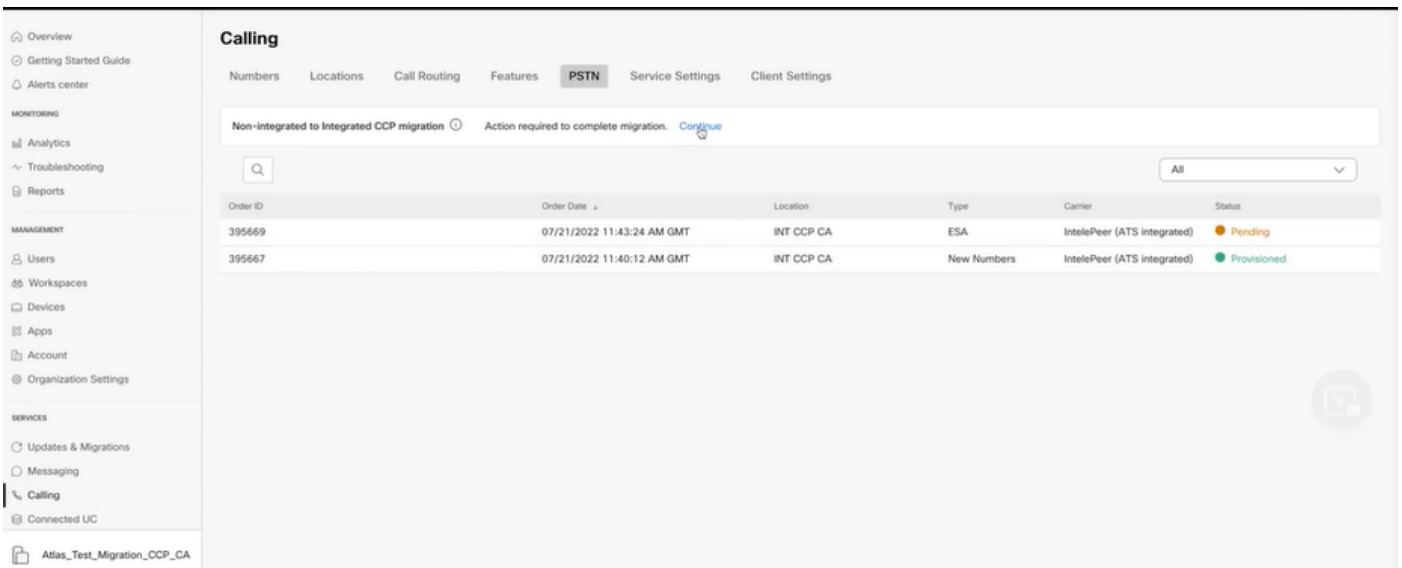 Overview
Getting Started Guide
Alerts center
MONITORING
Analytics
Troubleshooting
Reports
MANAGEMENT
Users
Workspaces
Devices
Apps
Account
Organization Settings
SERVICES
Updates & Migrations
Messaging
Calling
Connected UC
Atlas_Test_Migration_CCP_CA
Calling
Numbers Locations Call Routing Features PSTN Service Settings Client Settings
Non-integrated to Integrated CCP migration Action required to complete migration. Continue
All
Order ID Order Date Location Type Carrier Status
395669 07/21/2022 11:43:24 AM GMT INT CCP CA ESA IntelePeer (ATS integrated) Pending
395667 07/21/2022 11:40:12 AM GMT INT CCP CA New Numbers IntelePeer (ATS integrated) Provisioned